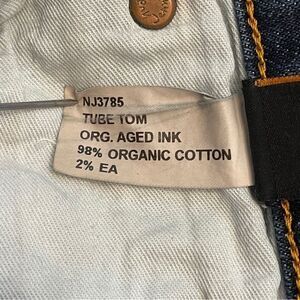 NJ3785
TUBE TOM
ORG. AGED INK
98% ORGANIC COTTON
2% EA